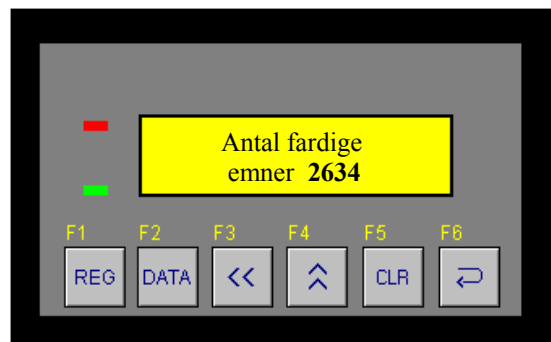 Antal fardige
emner 2634
F1 F2 F3 F4 F5 F6
REG DATA << CLR